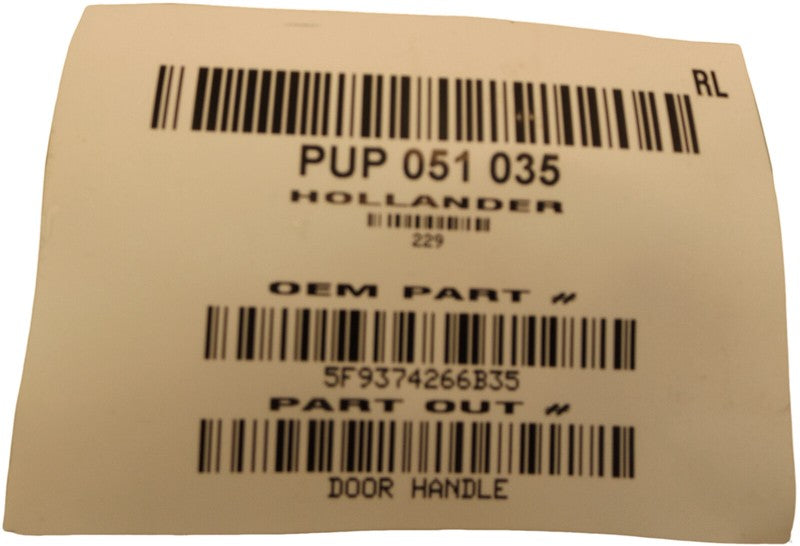 RL
PUP 051 035
HOLLANDER
229
OEM PART #
5F9374266B35
PART OUT #
DOOR HANDLE